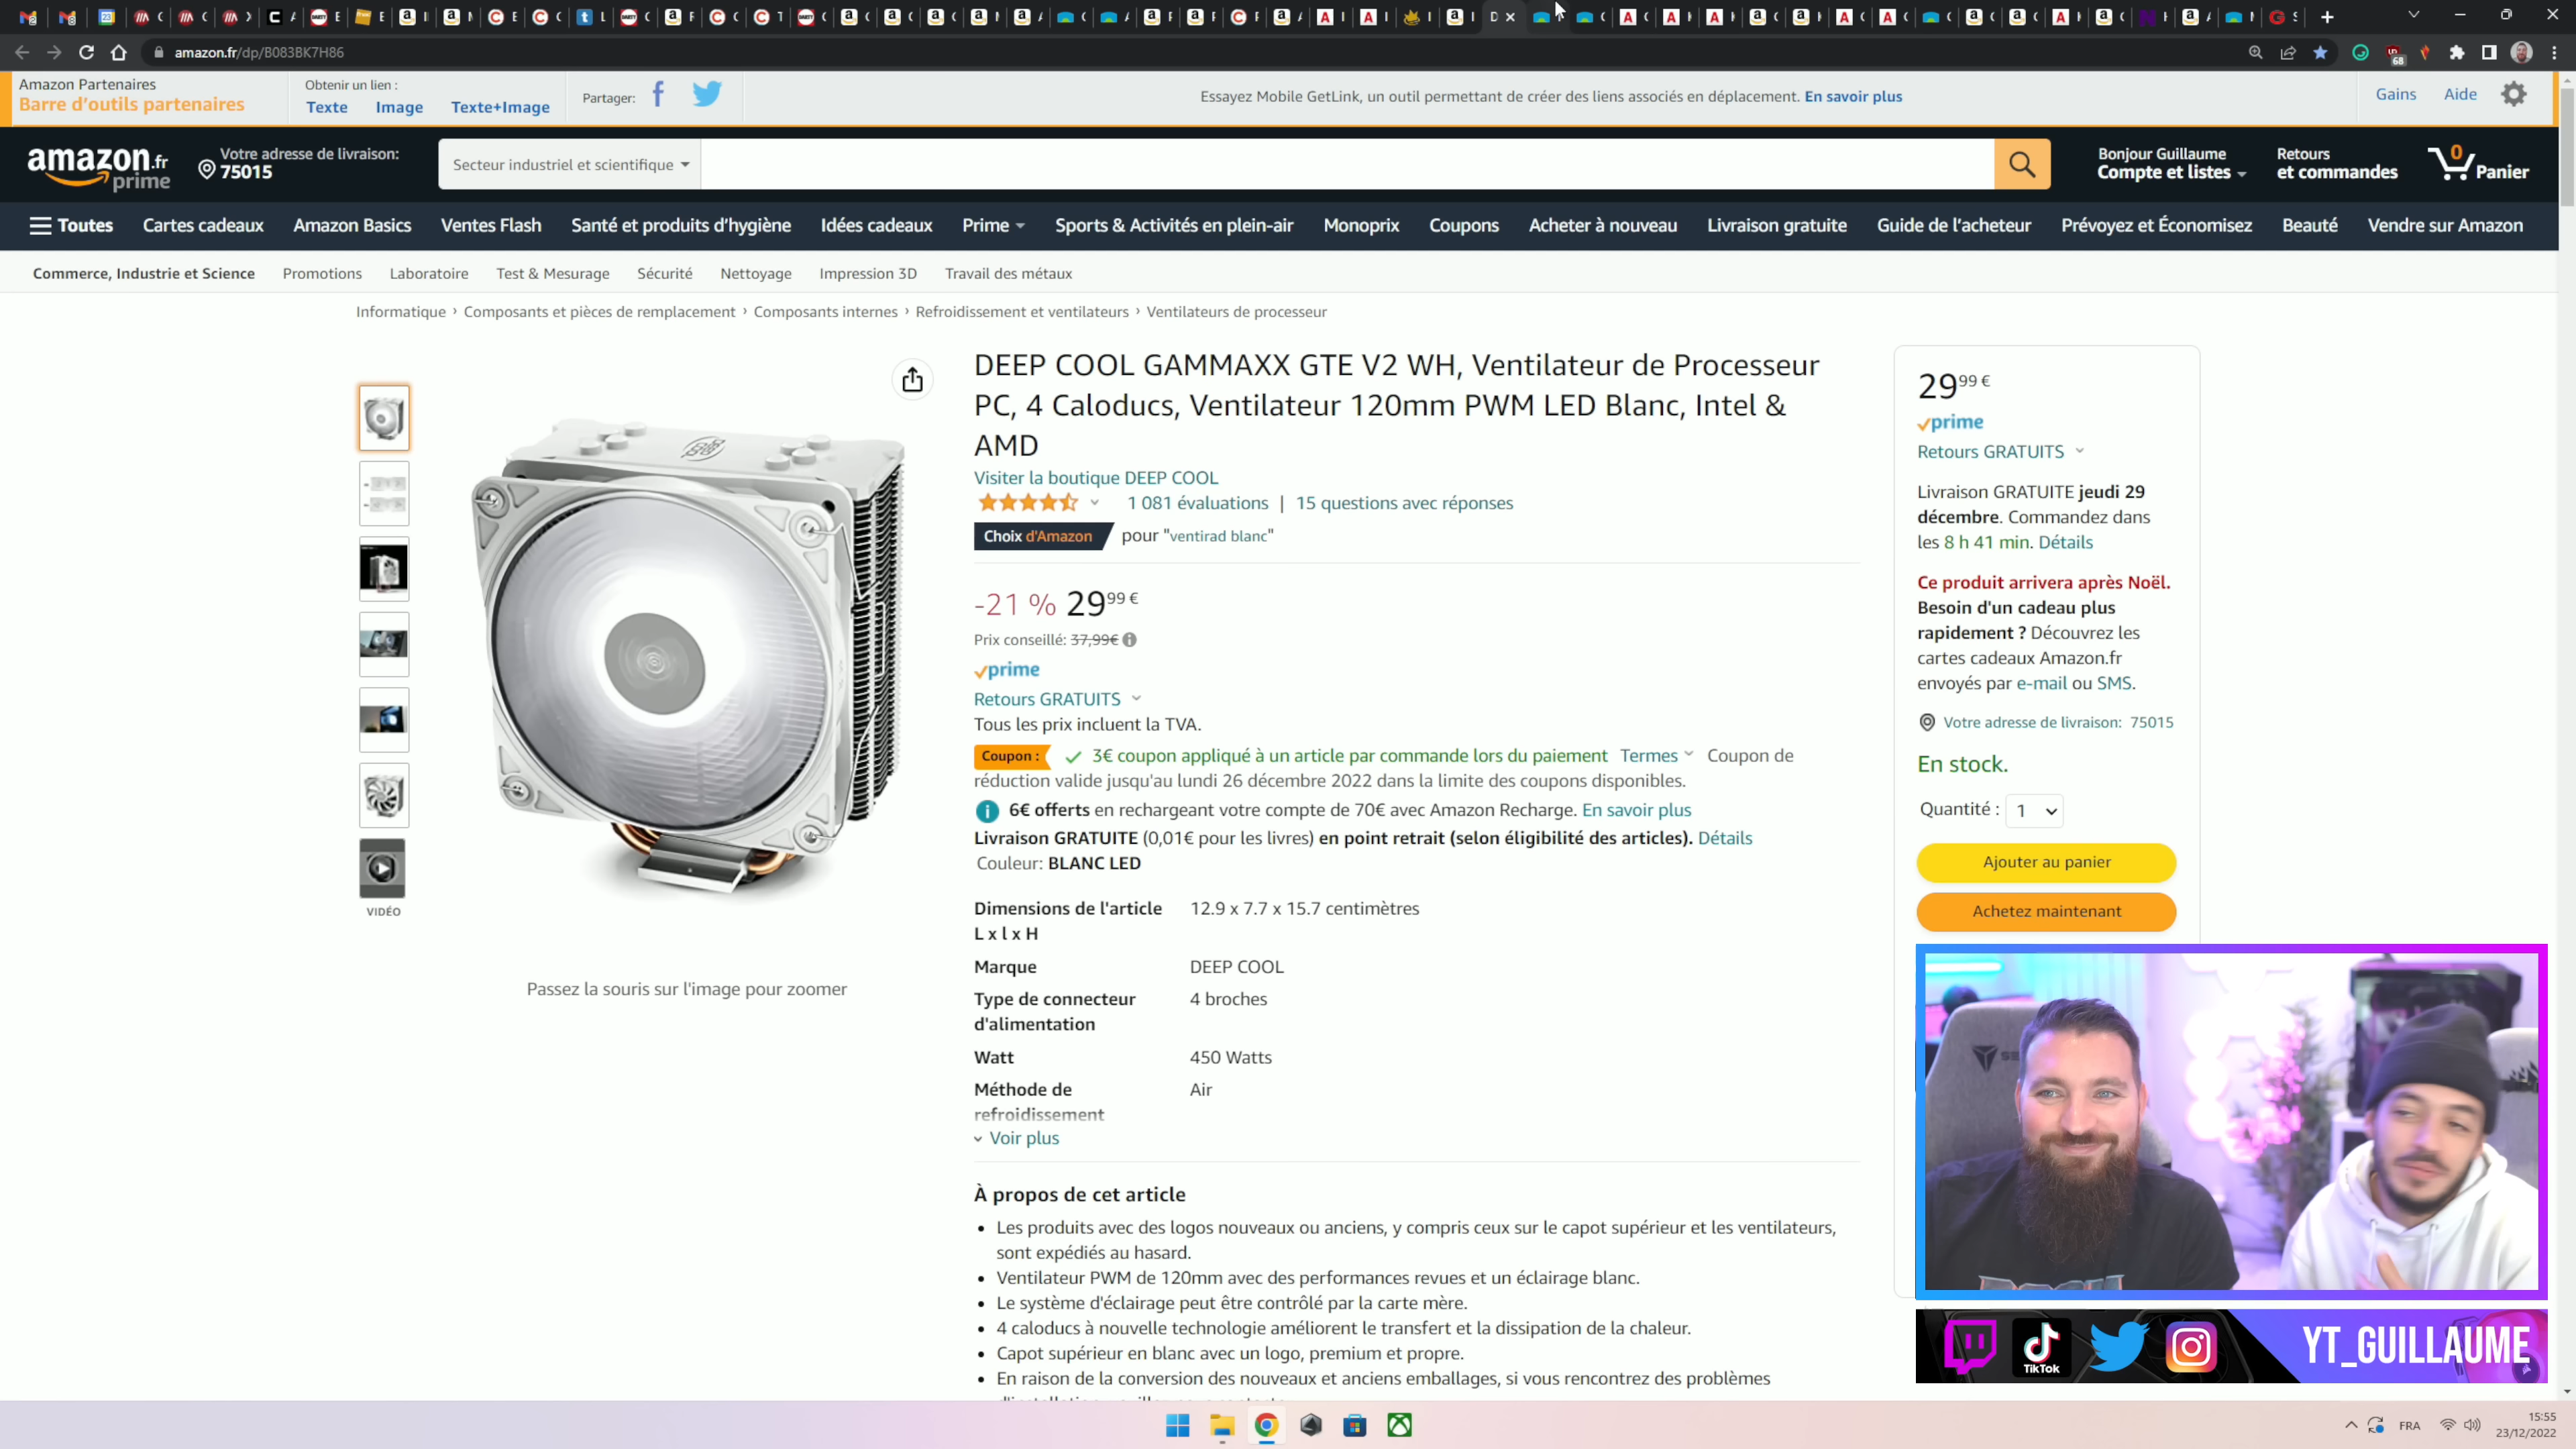 amazon.fr/dp/B083BK7H86
68
Amazon Partenaires
Barre d'outils partenaires
Obtenir un lien :
Texte Image Texte+Image
Partager:
Essayez Mobile GetLink, un outil permettant de créer des liens associés en déplacement. En savoir plus
Gains Aide
amazon.fr
prime
Votre adresse de livraison:
75015
Secteur industriel et scientifique
Bonjour Guillaume
Compte et listes
Retours
et commandes
0
Panier
Toutes Cartes cadeaux Amazon Basics Ventes Flash Santé et produits d'hygiène Idées cadeaux Prime Sports & Activités en plein-air Monoprix Coupons Acheter à nouveau Livraison gratuite Guide de l'acheteur Prévoyez et Économisez Beauté Vendre sur Amazon
Commerce, Industrie et Science Promotions Laboratoire Test & Mesurage Sécurité Nettoyage Impression 3D Travail des métaux
Informatique › Composants et pièces de remplacement › Composants internes › Refroidissement et ventilateurs › Ventilateurs de processeur
VIDÉO
Passez la souris sur l'image pour zoomer
DEEP COOL GAMMAXX GTE V2 WH, Ventilateur de Processeur
PC, 4 Caloducs, Ventilateur 120mm PWM LED Blanc, Intel &
AMD
Visiter la boutique DEEP COOL
1 081 évaluations | 15 questions avec réponses
Choix d'Amazon pour "ventirad blanc"
-21 % 29,99 €
Prix conseillé: 37,99€
prime
Retours GRATUITS
Tous les prix incluent la TVA.
Coupon : 3€ coupon appliqué à un article par commande lors du paiement Termes Coupon de
réduction valide jusqu'au lundi 26 décembre 2022 dans la limite des coupons disponibles.
6€ offerts en rechargeant votre compte de 70€ avec Amazon Recharge. En savoir plus
Livraison GRATUITE (0,01€ pour les livres) en point retrait (selon éligibilité des articles). Détails
Couleur: BLANC LED
Dimensions de l'article 12.9 x 7.7 x 15.7 centimètres
L x l x H
Marque DEEP COOL
Type de connecteur 4 broches
d'alimentation
Watt 450 Watts
Méthode de Air
refroidissement
Voir plus
À propos de cet article
• Les produits avec des logos nouveaux ou anciens, y compris ceux sur le capot supérieur et les ventilateurs,
sont expédiés au hasard.
• Ventilateur PWM de 120mm avec des performances revues et un éclairage blanc.
• Le système d'éclairage peut être contrôlé par la carte mère.
• 4 caloducs à nouvelle technologie améliorent le transfert et la dissipation de la chaleur.
• Capot supérieur en blanc avec un logo, premium et propre.
• En raison de la conversion des nouveaux et anciens emballages, si vous rencontrez des problèmes
29 99 €
prime
Retours GRATUITS
Livraison GRATUITE jeudi 29
décembre. Commandez dans
les 8 h 41 min. Détails
Ce produit arrivera après Noël.
Besoin d'un cadeau plus
rapidement ? Découvrez les
cartes cadeaux Amazon.fr
envoyés par e-mail ou SMS.
Votre adresse de livraison: 75015
En stock.
Quantité : 1
Ajouter au panier
Achetez maintenant
TikTok
YT_GUILLAUME
FRA
15:55
23/12/2022